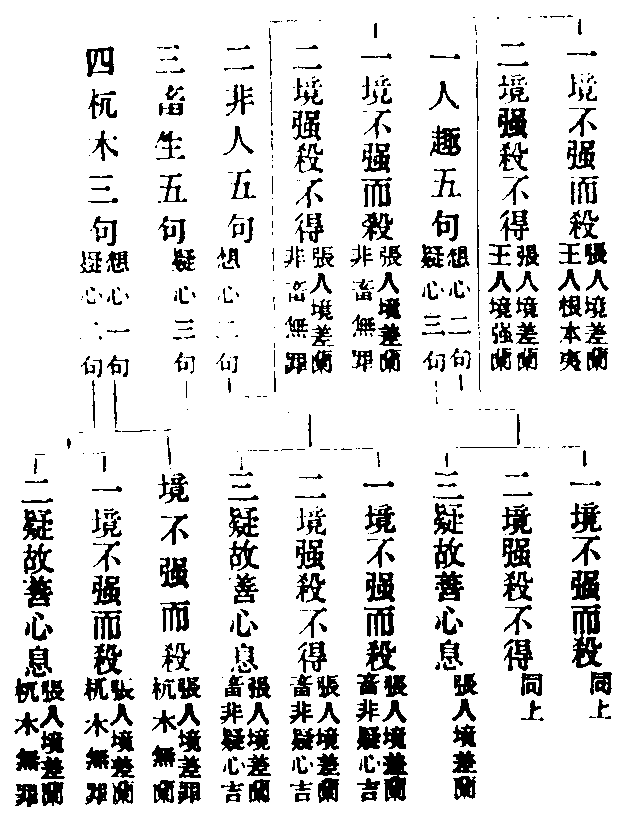 一境不强而殺
張人境差蘭
王人根本夷
二境强殺不得
張人境差蘭
王人境强蘭
一人趣五句
想心二句
疑心三句
一境不强而殺
張人境差蘭
非畜無罪
二境强殺不得
張人境差蘭
非畜無罪
二非人五句
想心二句
三畜生五句
疑心三句
四杌木三句
想心一句
疑心二句
一境不强而殺
同上
二境强殺不得
同上
三疑故善心息
張人境差蘭
一境不强而殺
張人境差蘭
畜非疑心吉
二境强殺不得
張人境差蘭
畜非疑心吉
三疑故善心息
張人境差蘭
畜非疑心吉
境不强而殺
張人境差罪
杌木無蘭
一境不强而殺
張人境差蘭
杌木無罪
二疑故善心息
張人境差蘭
杌木無罪